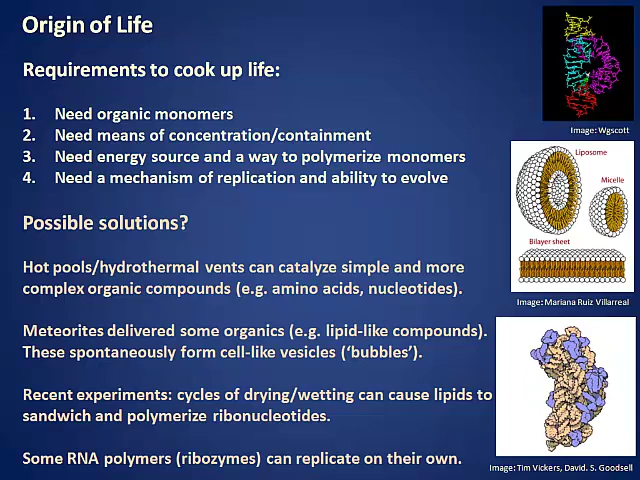 Origin of Life
Requirements to cook up life:
1. Need organic monomers
2. Need means of concentration/containment
3. Need energy source and a way to polymerize monomers
4. Need a mechanism of replication and ability to evolve
Possible solutions?
Hot pools/hydrothermal vents can catalyze simple and more
complex organic compounds (e.g. amino acids, nucleotides).
Meteorites delivered some organics (e.g. lipid-like compounds).
These spontaneously form cell-like vesicles (‘bubbles’).
Recent experiments: cycles of drying/wetting can cause lipids to
sandwich and polymerize ribonucleotides.
Some RNA polymers (ribozymes) can replicate on their own.
Image: Wgscott
Liposome
Micelle
Bilayer sheet
Image: Mariana Ruiz Villarreal
Image: Tim Vickers, David. S. Goodsell